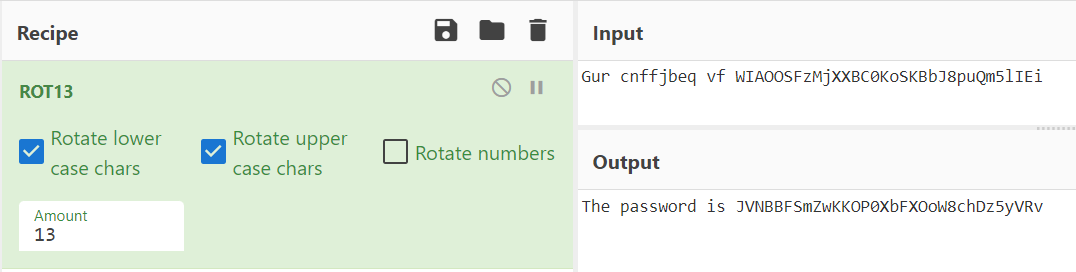 Recipe
ROT13
Rotate lower case chars
Rotate upper case chars
Rotate numbers
Amount
13
Input
Gur cnffjbeq vf WIAOOSFzMjXXBC0KoSKBbJ8puQm5lIEi
Output
The password is JVNBBFSmZwKKOP0XbFXOoW8chDz5yVRv